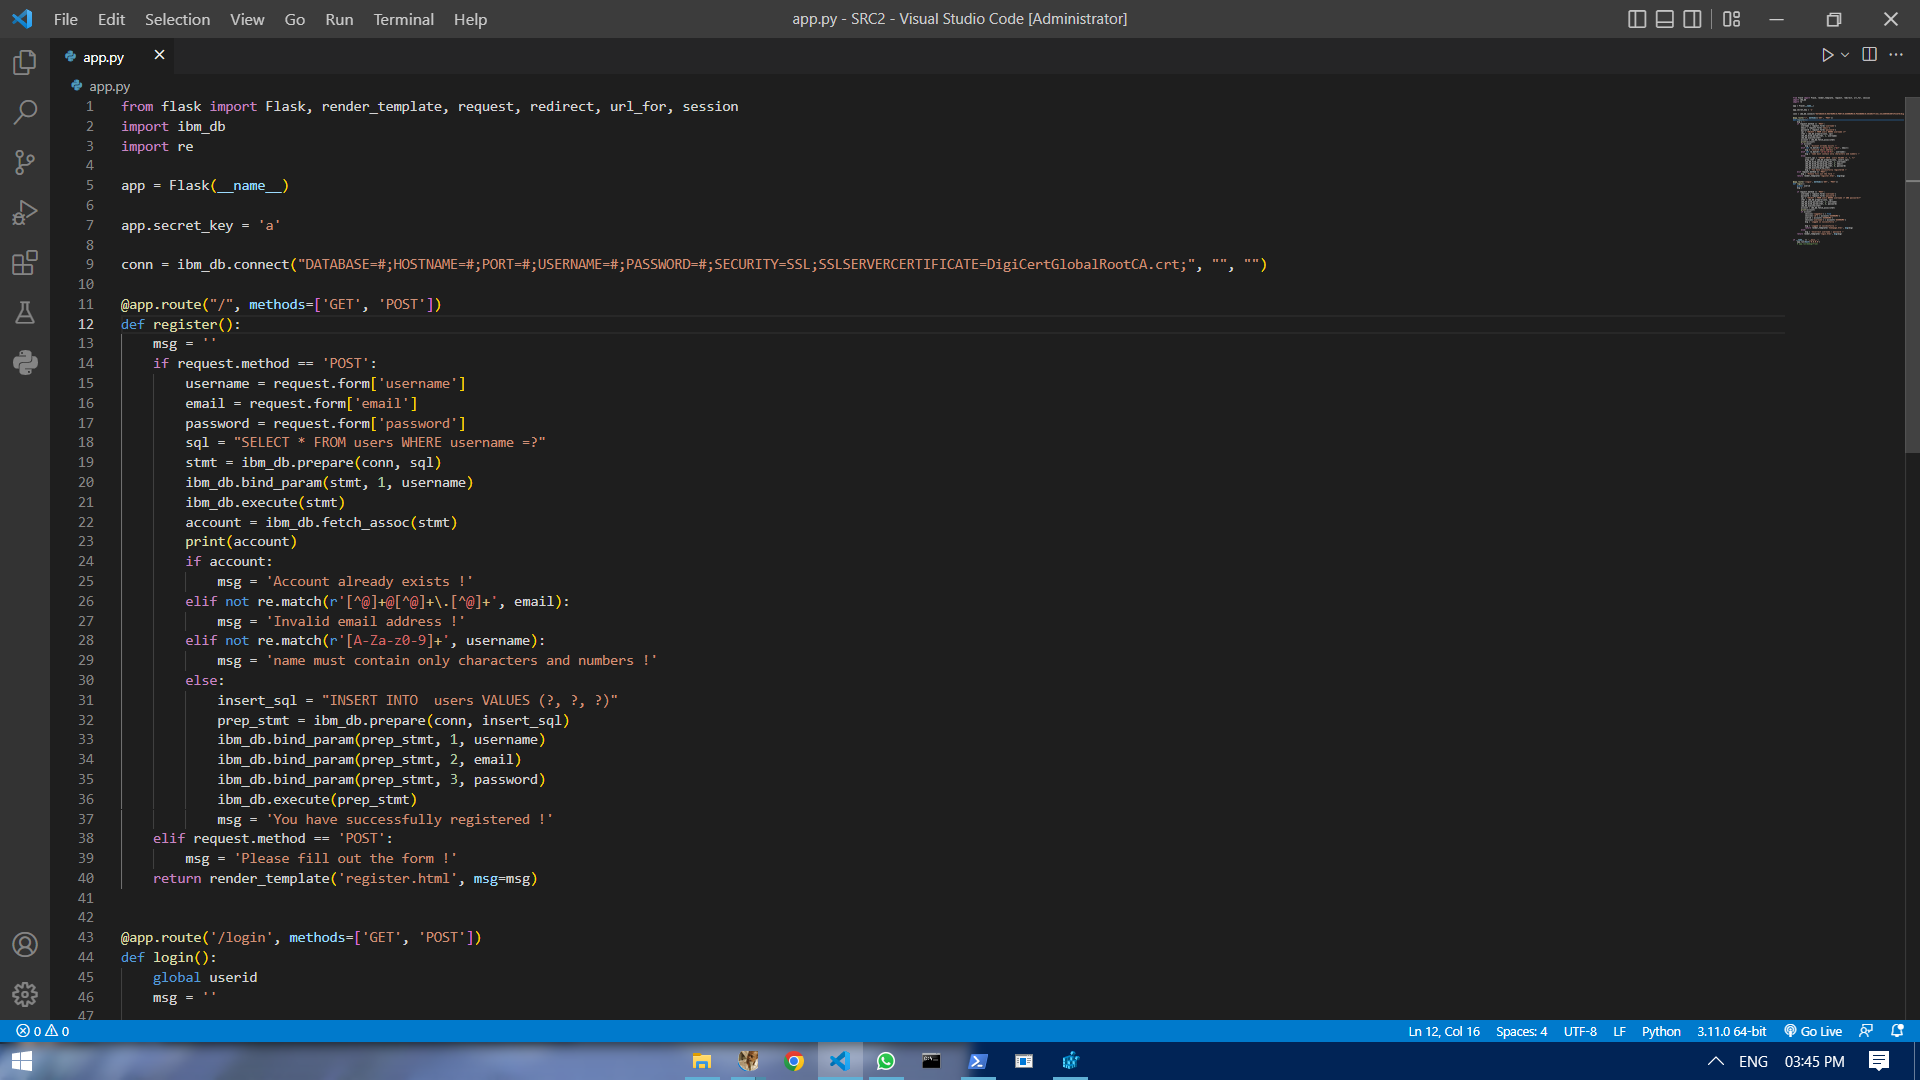 File Edit Selection View Go Run Terminal Help
app.py - SRC2 - Visual Studio Code [Administrator]
app.py
app.py
1 from flask import Flask, render_template, request, redirect, url_for, session
2 import ibm_db
3 import re
4
5 app = Flask(__name__)
6
7 app.secret_key = 'a'
8
9 conn = ibm_db.connect("DATABASE=#;HOSTNAME=#;PORT=#;USERNAME=#;PASSWORD=#;SECURITY=SSL;SSLSERVERCERTIFICATE=DigiCertGlobalRootCA.crt;", "", "")
10
11 @app.route("/", methods=['GET', 'POST'])
12 def register():
13     msg = ''
14     if request.method == 'POST':
15         username = request.form['username']
16         email = request.form['email']
17         password = request.form['password']
18         sql = "SELECT * FROM users WHERE username =?"
19         stmt = ibm_db.prepare(conn, sql)
20         ibm_db.bind_param(stmt, 1, username)
21         ibm_db.execute(stmt)
22         account = ibm_db.fetch_assoc(stmt)
23         print(account)
24         if account:
25             msg = 'Account already exists !'
26         elif not re.match(r'[^@]+@[^@]+\.[^@]+', email):
27             msg = 'Invalid email address !'
28         elif not re.match(r'[A-Za-z0-9]+', username):
29             msg = 'name must contain only characters and numbers !'
30         else:
31             insert_sql = "INSERT INTO  users VALUES (?, ?, ?)"
32             prep_stmt = ibm_db.prepare(conn, insert_sql)
33             ibm_db.bind_param(prep_stmt, 1, username)
34             ibm_db.bind_param(prep_stmt, 2, email)
35             ibm_db.bind_param(prep_stmt, 3, password)
36             ibm_db.execute(prep_stmt)
37             msg = 'You have successfully registered !'
38     elif request.method == 'POST':
39         msg = 'Please fill out the form !'
40     return render_template('register.html', msg=msg)
41
42
43 @app.route('/login', methods=['GET', 'POST'])
44 def login():
45     global userid
46     msg = ''
47
0 0 Ln 12, Col 16 Spaces: 4 UTF-8 LF Python 3.11.0 64-bit Go Live
ENG 03:45 PM